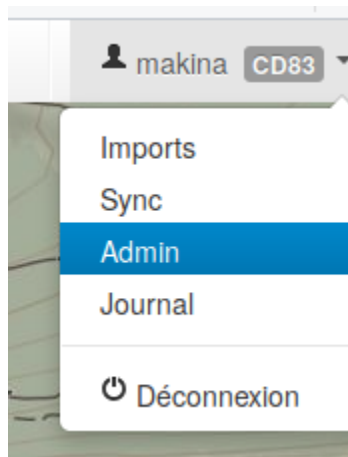 makina CD83
Imports
Sync
Admin
Journal
Déconnexion